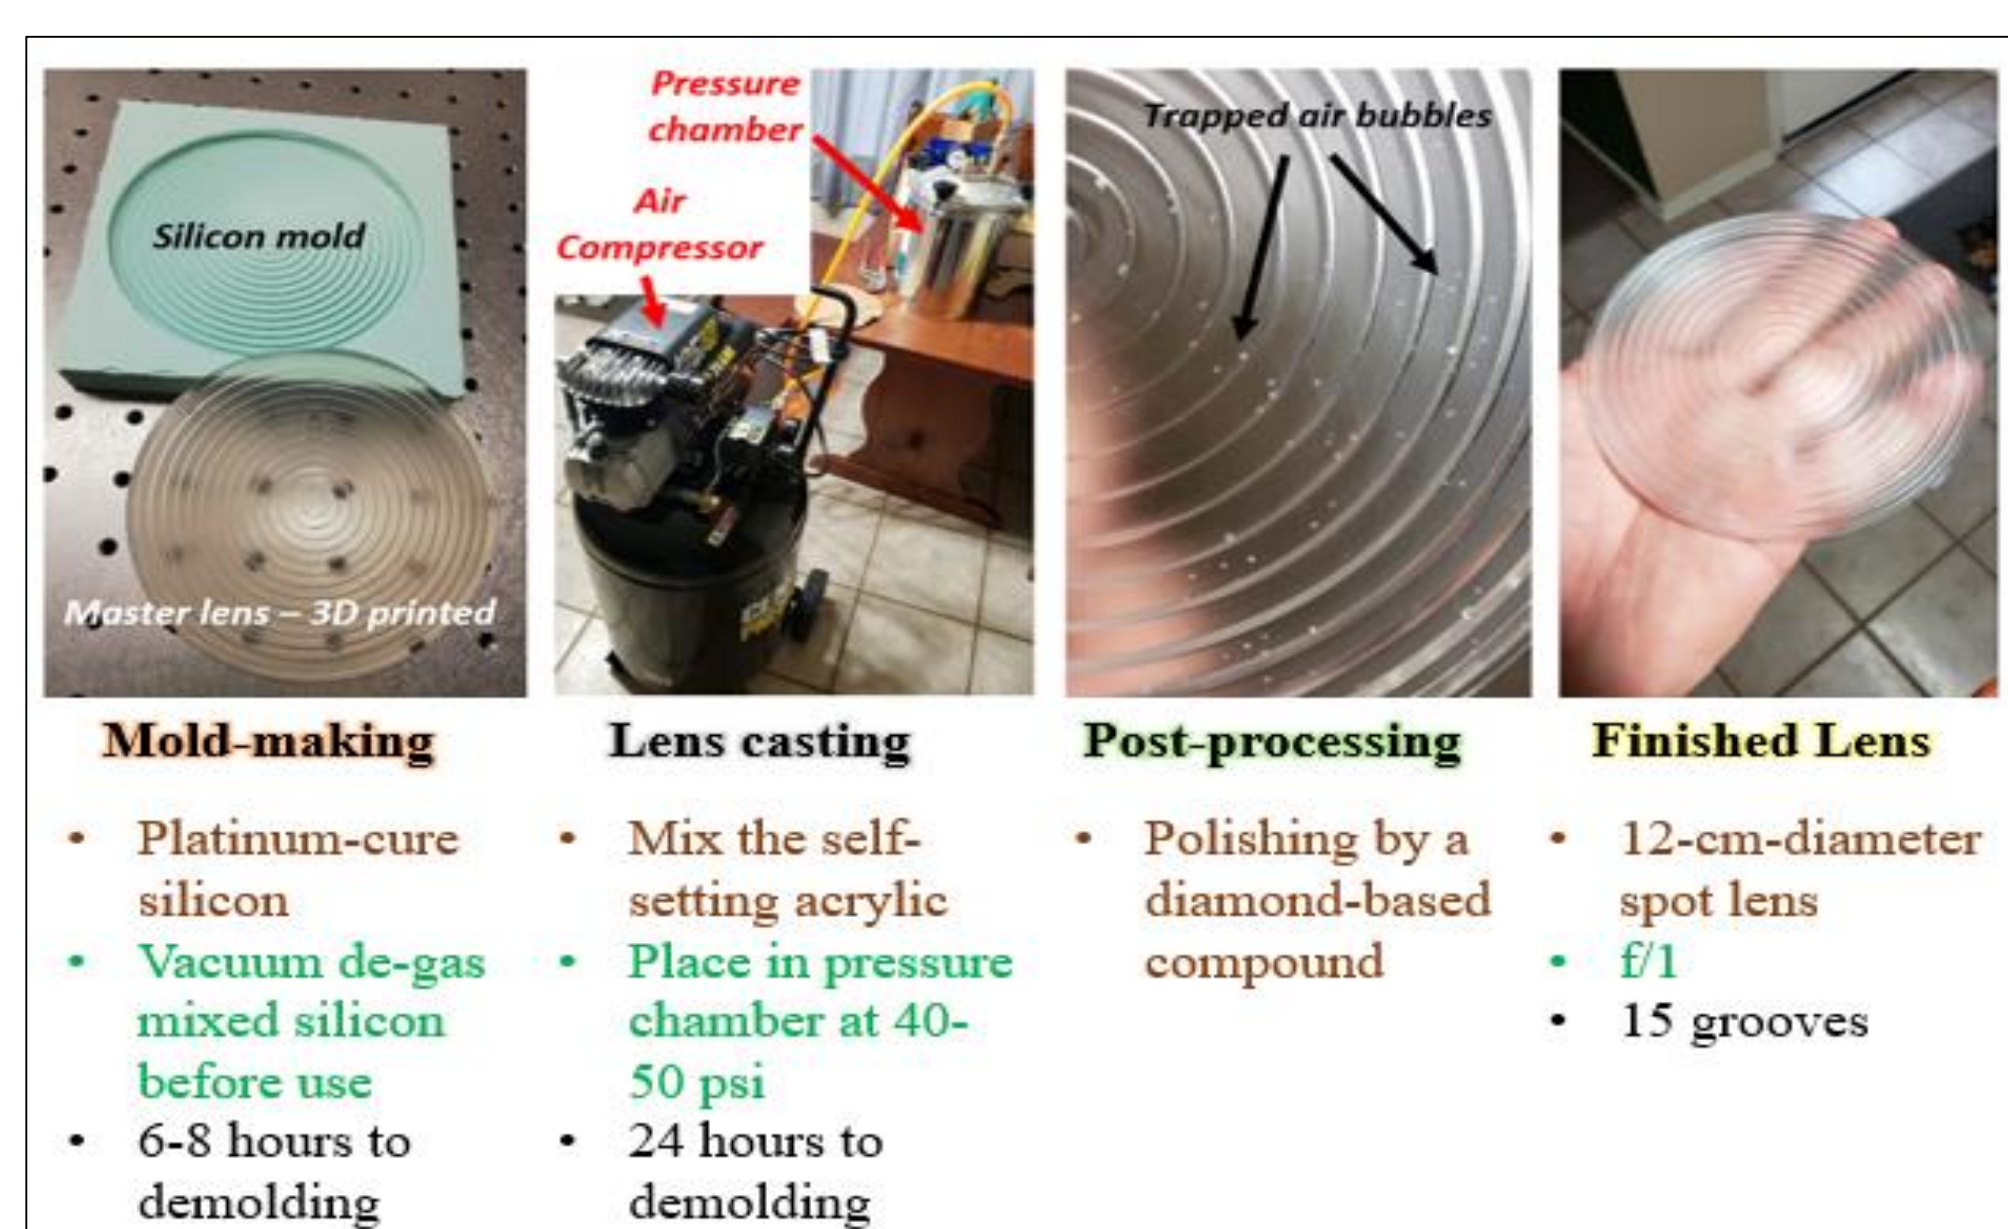 Pressure
chamber
Air
Compressor
Silicon mold
Master lens – 3D printed
Trapped air bubbles
Mold-making
• Platinum-cure
silicon
• Vacuum de-gas
mixed silicon
before use
• 6-8 hours to
demolding
Lens casting
• Mix the self-
setting acrylic
• Place in pressure
chamber at 40-
50 psi
• 24 hours to
demolding
Post-processing
• Polishing by a
diamond-based
compound
Finished Lens
• 12-cm-diameter
spot lens
• f/1
• 15 grooves